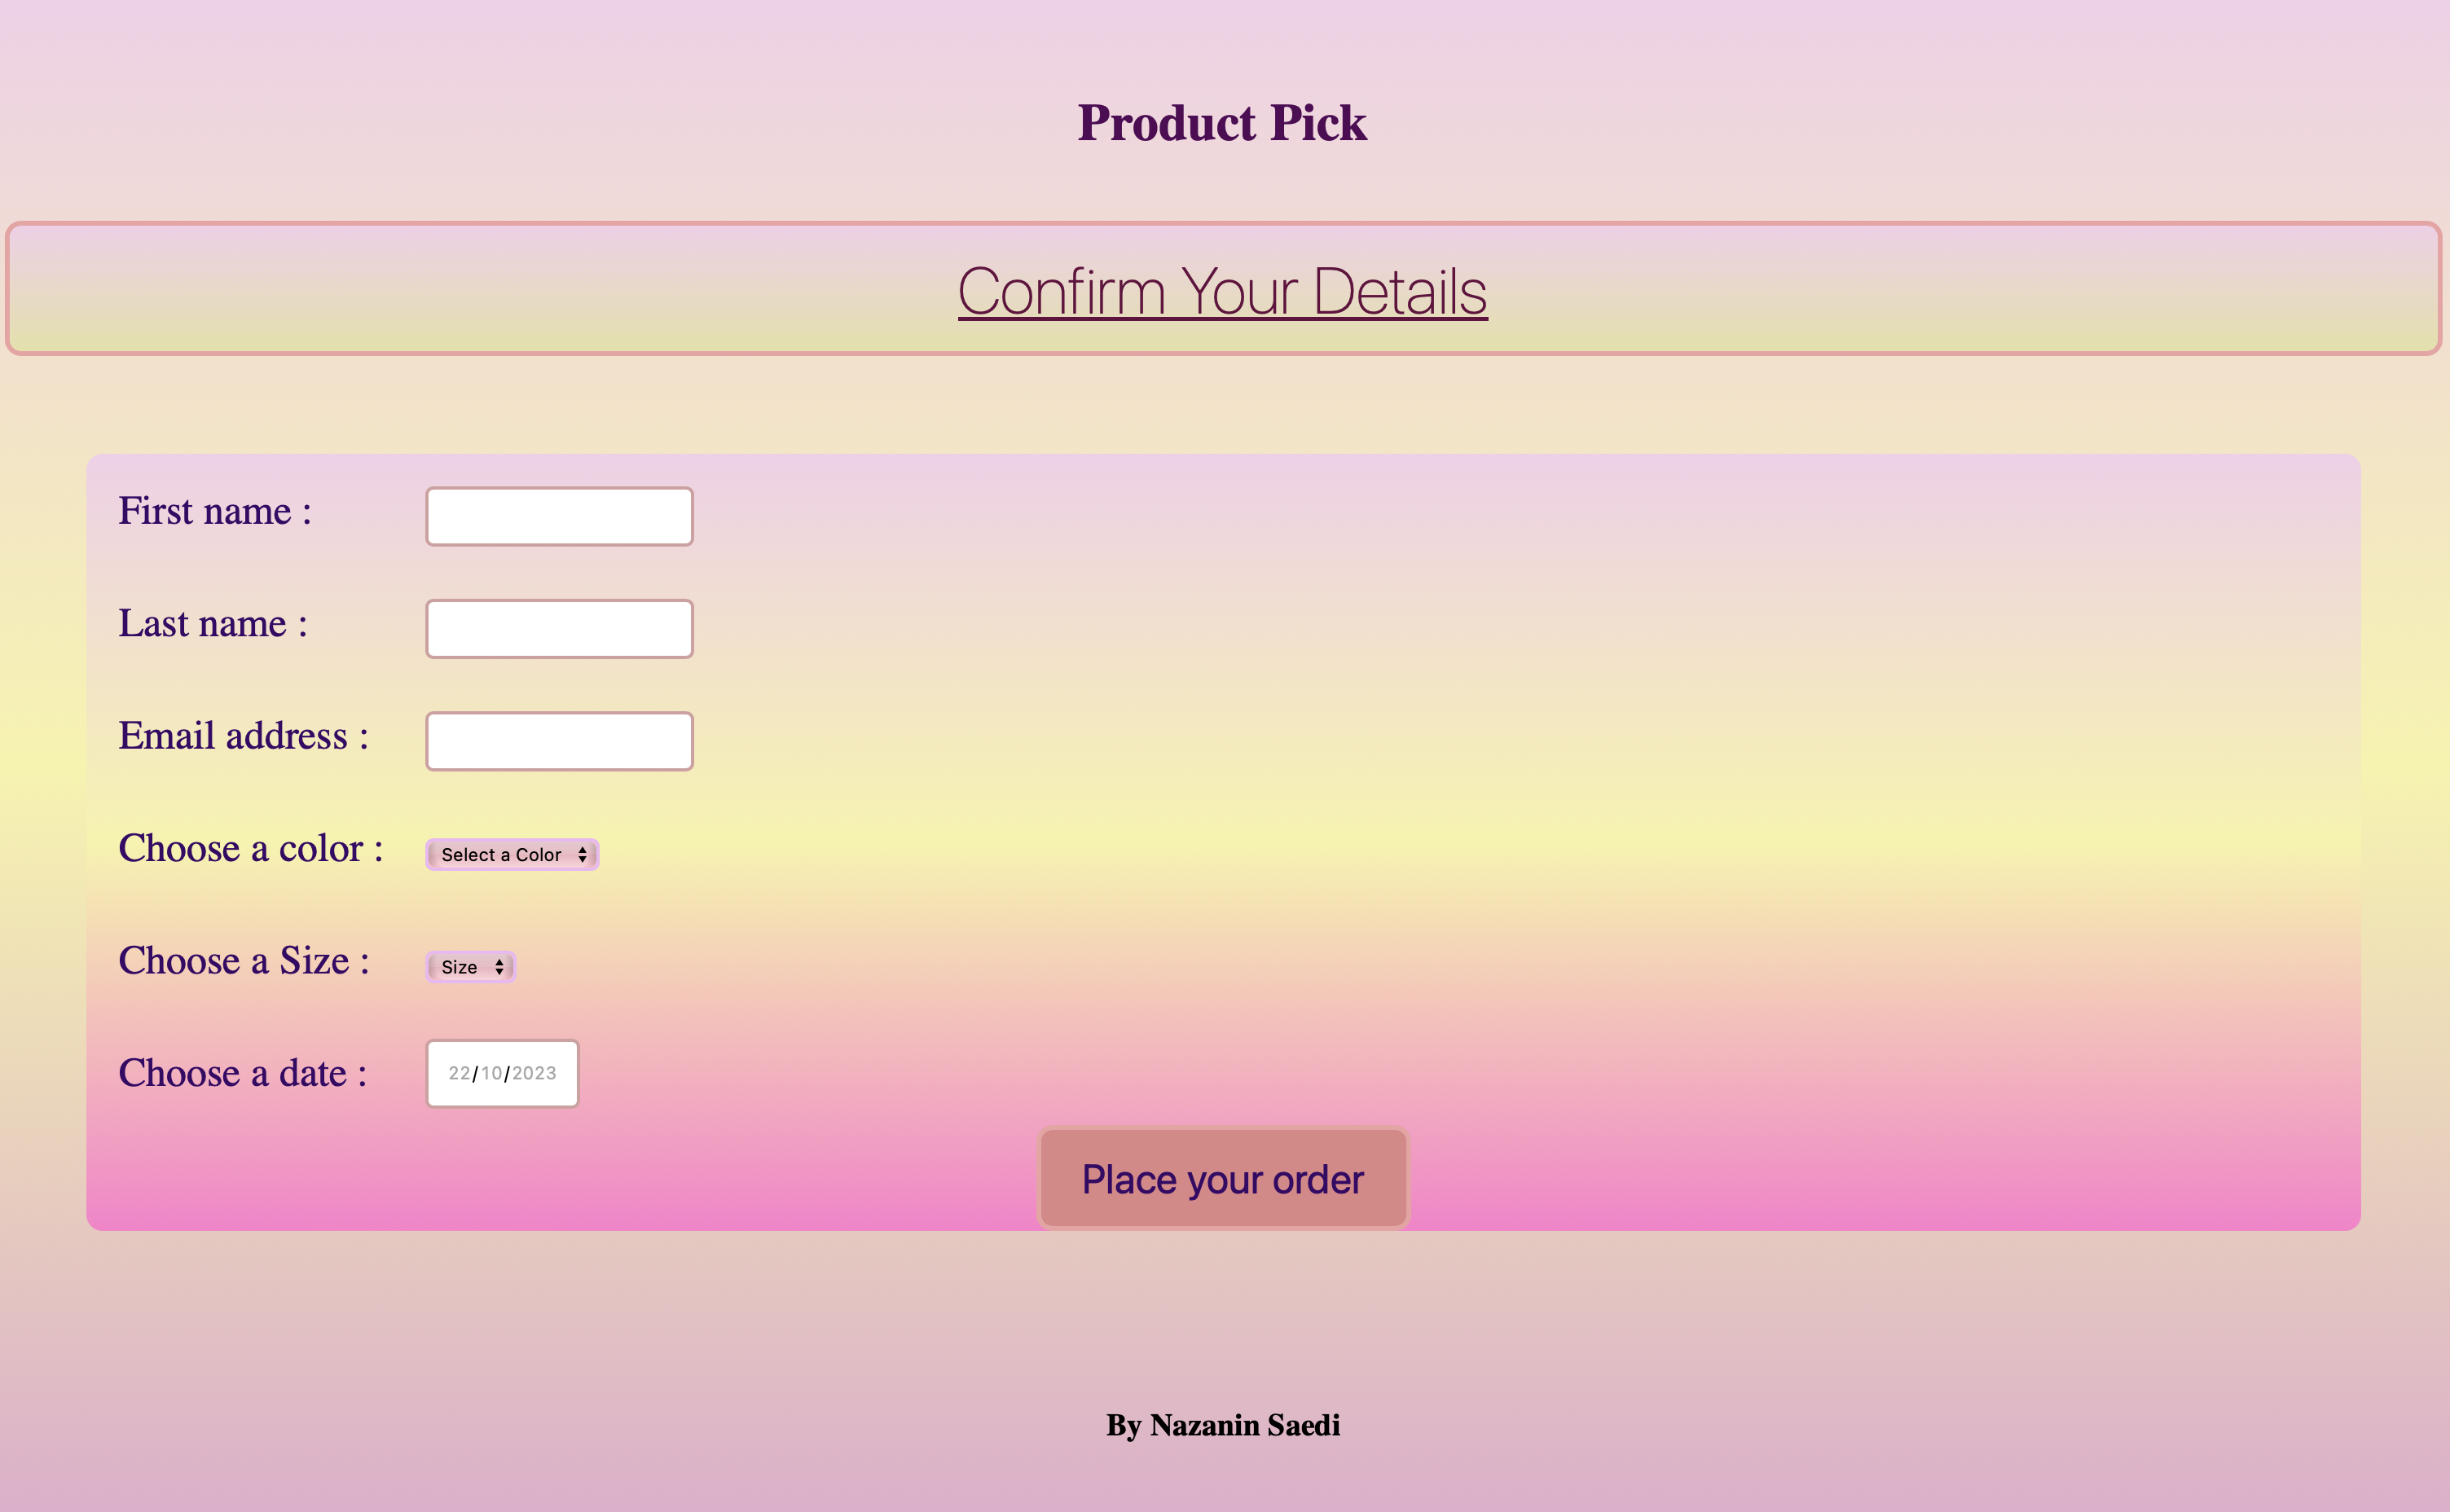 Product Pick
Confirm Your Details
First name :
Last name :
Email address :
Choose a color : Select a Color
Choose a Size : Size
Choose a date : 22/10/2023
Place your order
By Nazanin Saedi